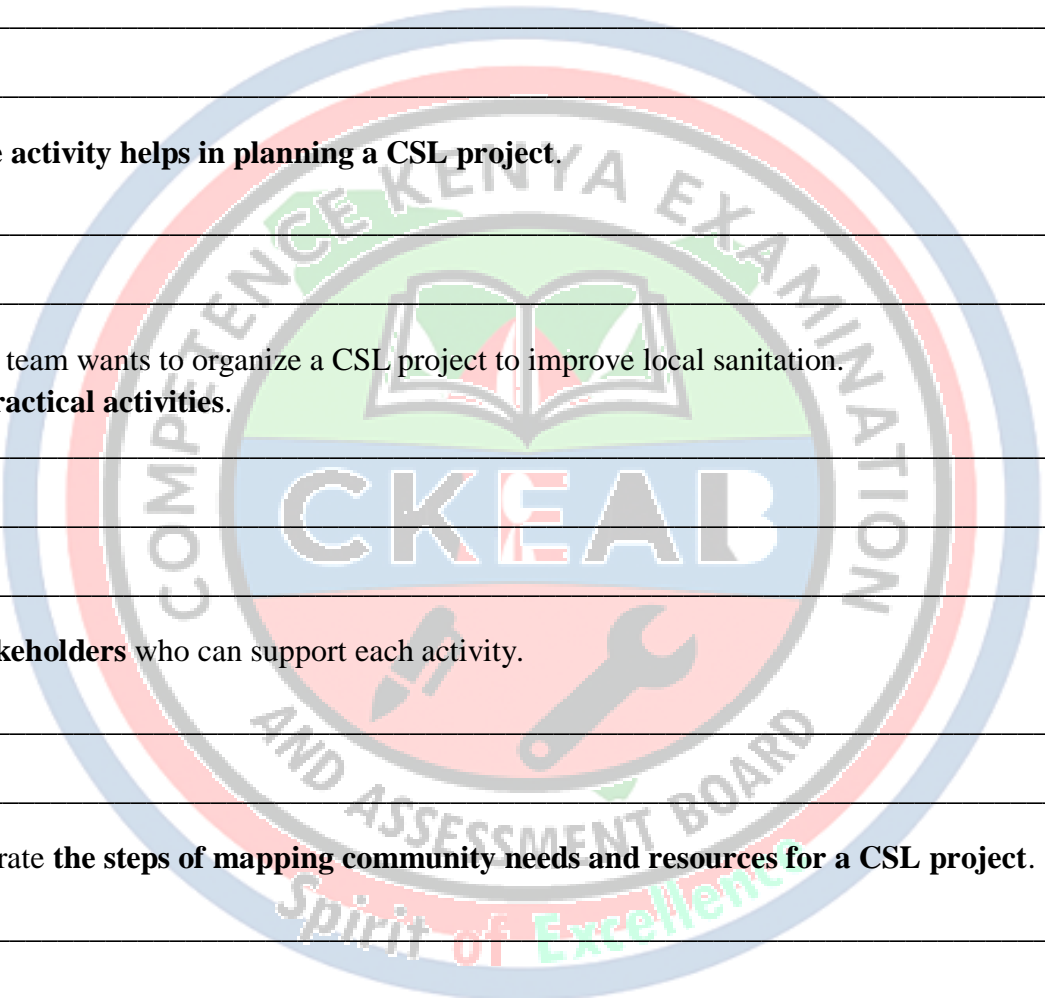 e activity helps in planning a CSL project.
team wants to organize a CSL project to improve local sanitation.
ractical activities.
keholders who can support each activity.
rate the steps of mapping community needs and resources for a CSL project.
COMPETENCE KENYA EXAMINATION
CKEAB
AND ASSESSMENT BOARD
Spirit of Excellence